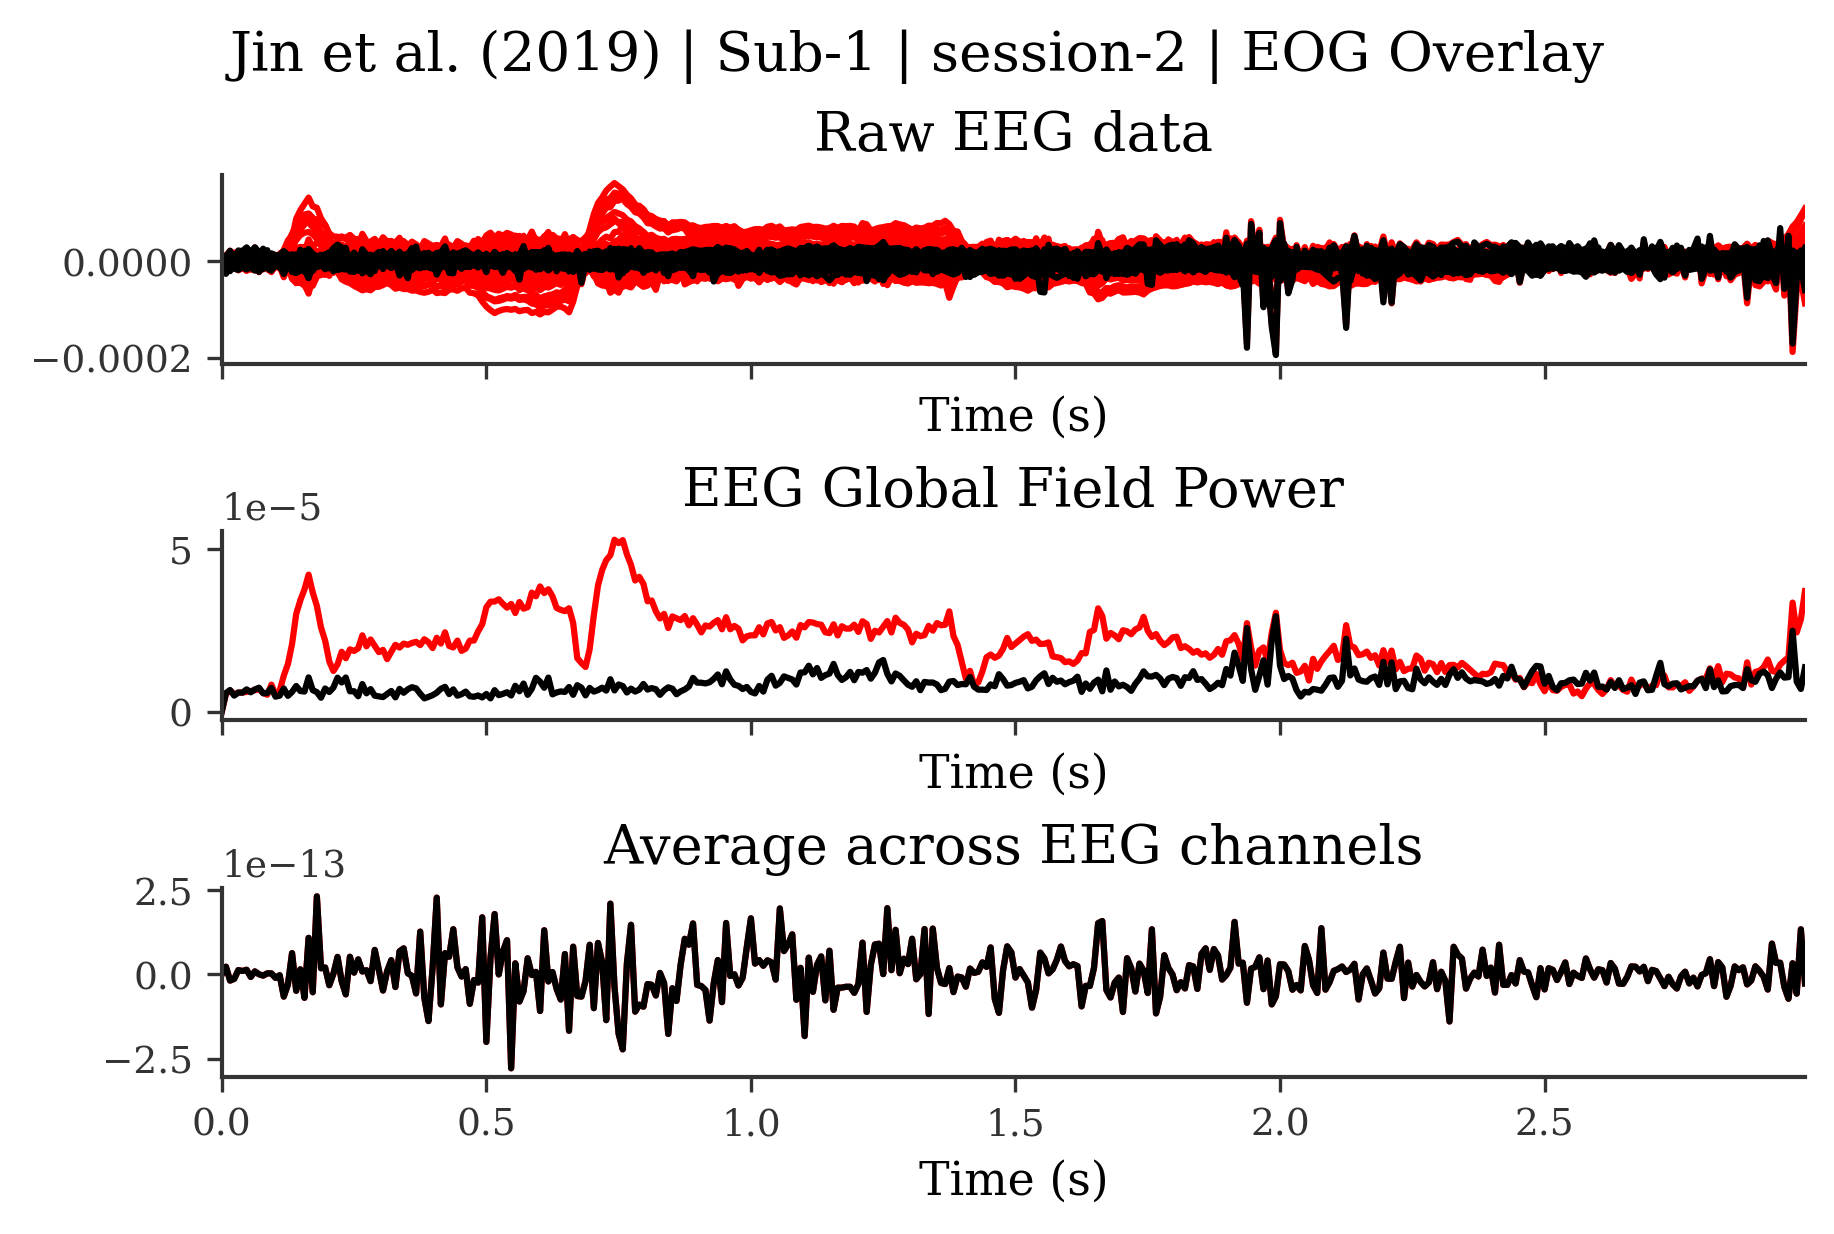 Jin et al. (2019) | Sub-1 | session-2 | EOG Overlay
Raw EEG data
0.0000
−0.0002
Time (s)
EEG Global Field Power
1e−5
5
0
Time (s)
Average across EEG channels
1e−13
2.5
0.0
−2.5
0.0 0.5 1.0 1.5 2.0 2.5
Time (s)